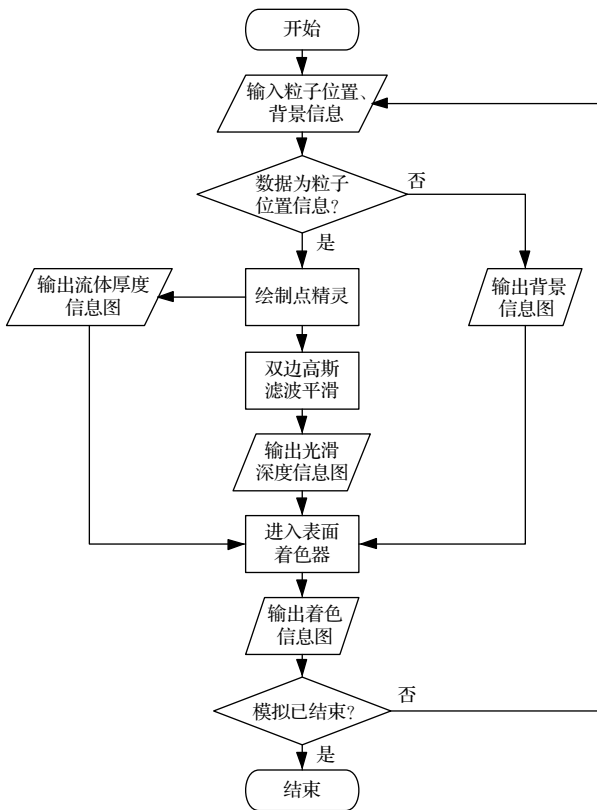 开始
输入粒子位置、
背景信息
数据为粒子
位置信息?
否
是
输出流体厚度
信息图
绘制点精灵
输出背景
信息图
双边高斯
滤波平滑
输出光滑
深度信息图
进入表面
着色器
输出着色
信息图
模拟已结束?
否
是
结束